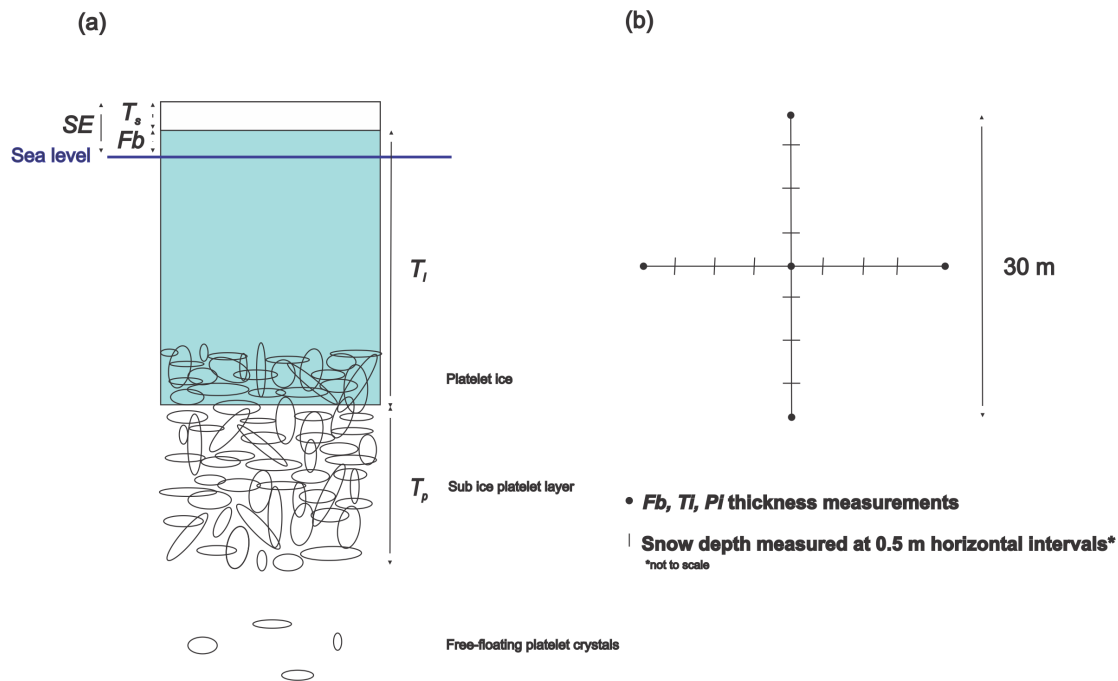 (a)
SE
Ts
Fb
Sea level
TI
Platelet ice
Tp
Sub ice platelet layer
Free-floating platelet crystals
(b)
30 m
Fb, Ti, Pi thickness measurements
Snow depth measured at 0.5 m horizontal intervals*
*not to scale